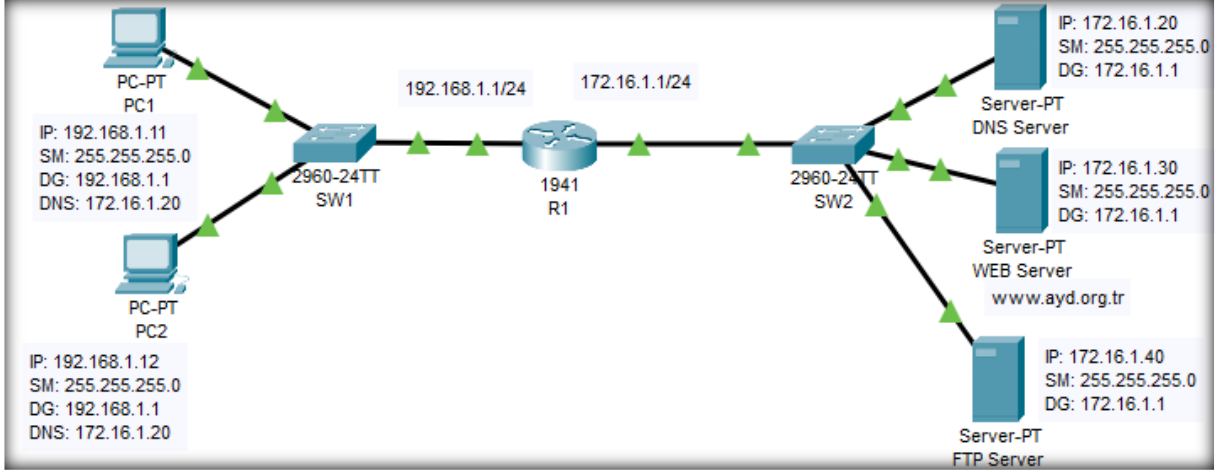 PC-PT
PC1
IP: 192.168.1.11
SM: 255.255.255.0
DG: 192.168.1.1
DNS: 172.16.1.20
PC-PT
PC2
IP: 192.168.1.12
SM: 255.255.255.0
DG: 192.168.1.1
DNS: 172.16.1.20
2960-24TT
SW1
192.168.1.1/24
172.16.1.1/24
1941
R1
2960-24TT
SW2
IP: 172.16.1.20
SM: 255.255.255.0
DG: 172.16.1.1
Server-PT
DNS Server
IP: 172.16.1.30
SM: 255.255.255.0
DG: 172.16.1.1
Server-PT
WEB Server
www.ayd.org.tr
IP: 172.16.1.40
SM: 255.255.255.0
DG: 172.16.1.1
Server-PT
FTP Server